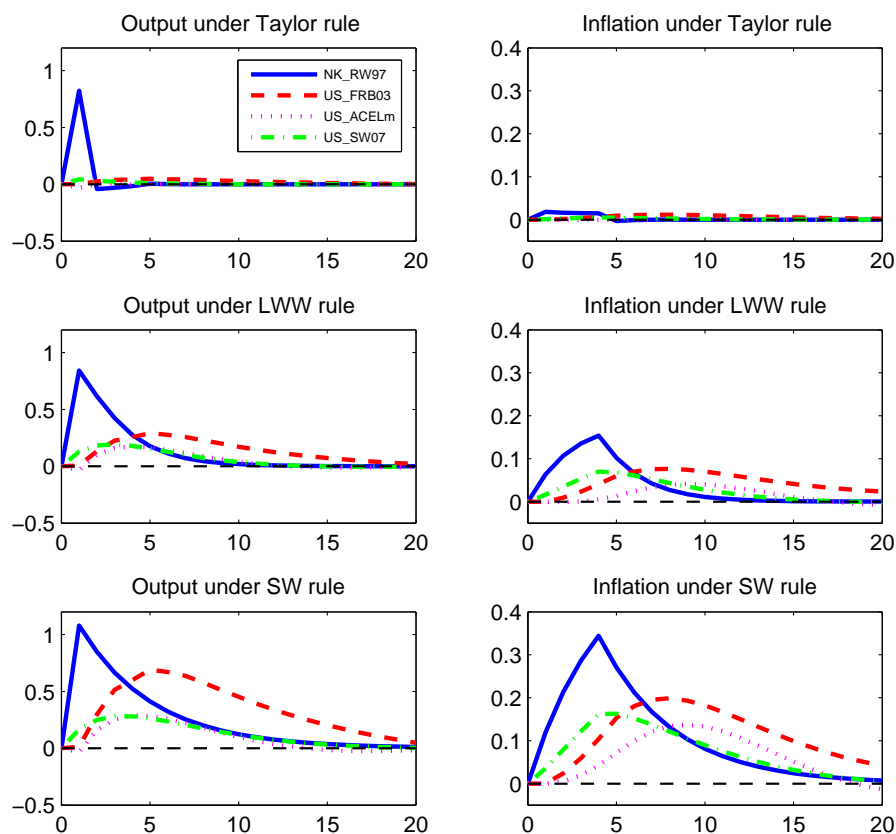 Output under Taylor rule
1
0.5
0
−0.5
0 5 10 15 20
NK_RW97
US_FRB03
US_ACELm
US_SW07
Inflation under Taylor rule
0.4
0.3
0.2
0.1
0
0 5 10 15 20
Output under LWW rule
1
0.5
0
−0.5
0 5 10 15 20
Inflation under LWW rule
0.4
0.3
0.2
0.1
0
0 5 10 15 20
Output under SW rule
1
0.5
0
−0.5
0 5 10 15 20
Inflation under SW rule
0.4
0.3
0.2
0.1
0
0 5 10 15 20